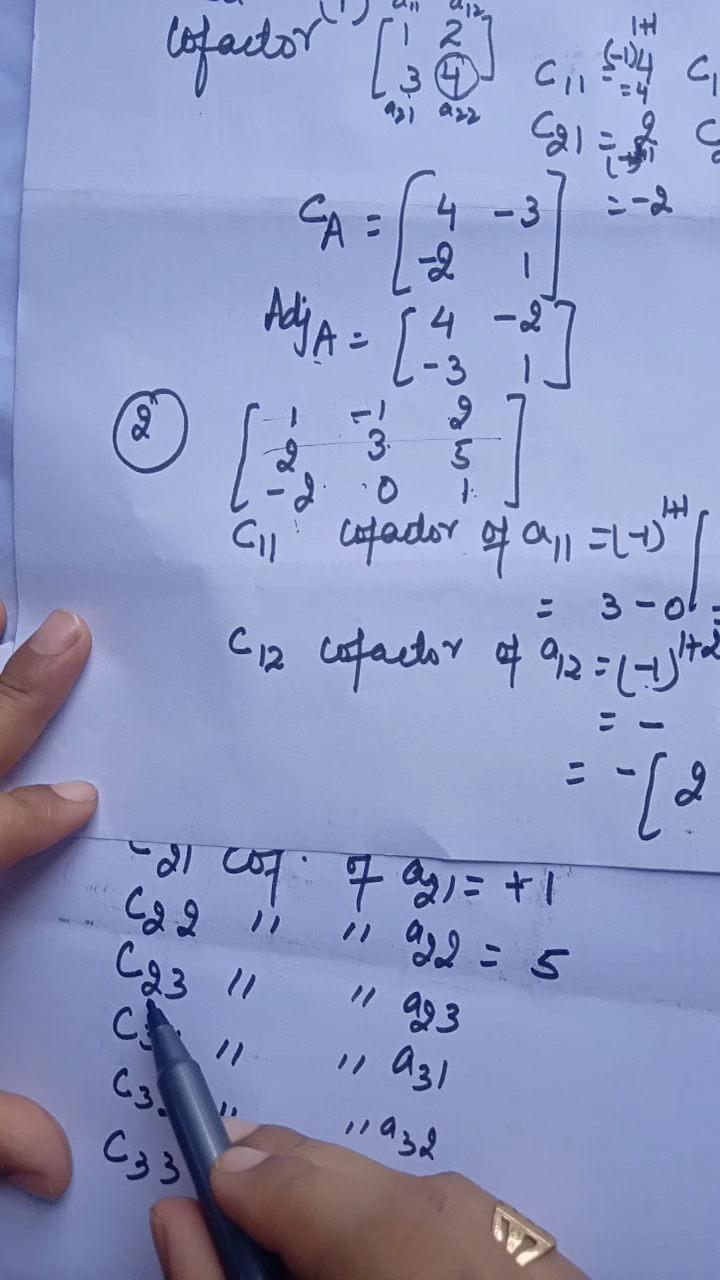 (1) a11 a12
cofactor [1 2
3 4]
a21 a22
C11 = (-1)^1+1 4
= 4
C21 = 2
= -2
CA = [4 -3
-2 1]
AdjA = [4 -2
-3 1]
2 [1 -1 2
2 3 5
-2 0 1]
C11 cofactor of a11 = (-1)^1+1 [
= 3 - 0
C12 cofactor of a12 = (-1)^1+2
= -
= -[2
C21 cof. of a21 = +1
C22 " " a22 = 5
C23 " " a23
" " a31
" " a32
C33